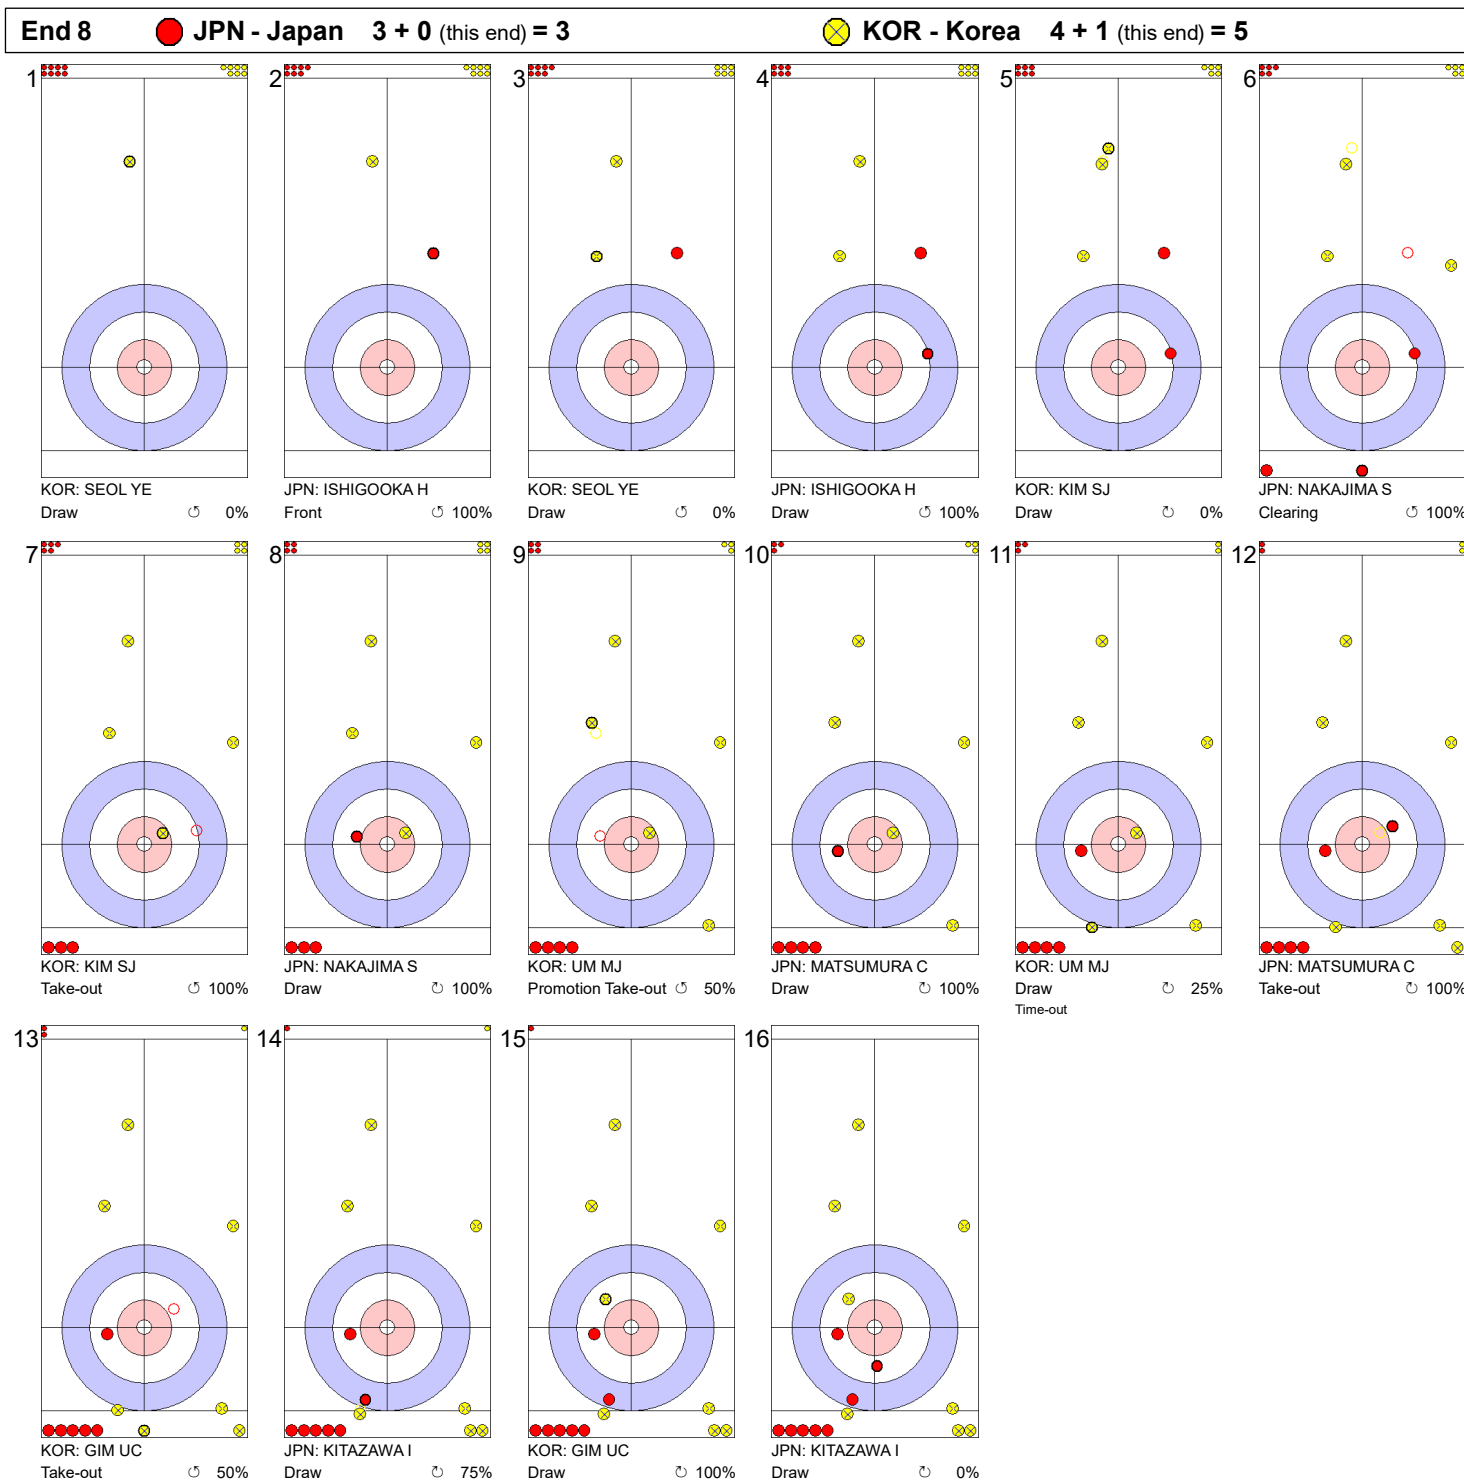 End 8 JPN - Japan 3 + 0 (this end) = 3 KOR - Korea 4 + 1 (this end) = 5
1 2 3 4 5 6
KOR: SEOL YE JPN: ISHIGOOKA H KOR: SEOL YE JPN: ISHIGOOKA H KOR: KIM SJ JPN: NAKAJIMA S
Draw 0% Front 100% Draw 0% Draw 100% Draw 0% Clearing 100%
7 8 9 10 11 12
KOR: KIM SJ JPN: NAKAJIMA S KOR: UM MJ JPN: MATSUMURA C KOR: UM MJ JPN: MATSUMURA C
Take-out 100% Draw 100% Promotion Take-out 50% Draw 100% Draw 25% Take-out 100%
Time-out
13 14 15 16
KOR: GIM UC JPN: KITAZAWA I KOR: GIM UC JPN: KITAZAWA I
Take-out 50% Draw 75% Draw 100% Draw 0%